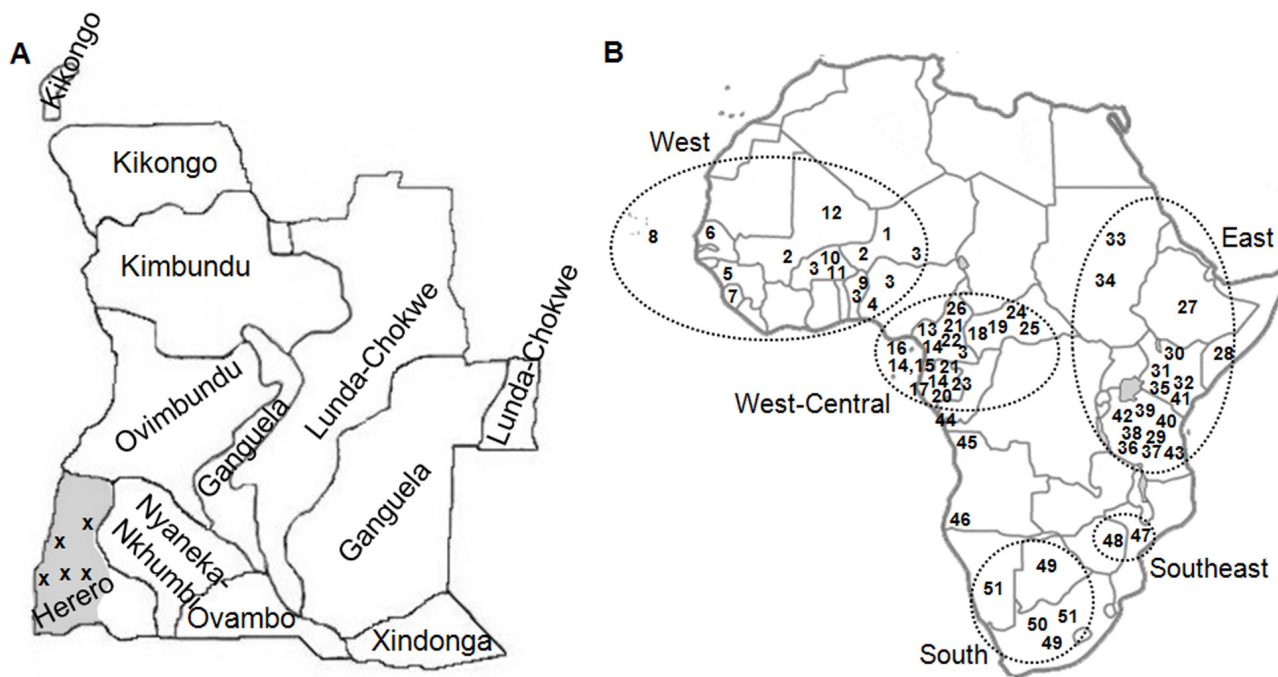 A
Kikongo
Kikongo
Kimbundu
Ovimbundu
Ganguela
Lunda-Chokwe
Lunda-Chokwe
Ganguela
Nyaneka-
Nkhumbi
x
x
x x x
Herero
Ovambo
Xindonga
B
West
12
8
6
1
2
10
2
3
3
11
5
9
3
7
3
4
East
33
34
27
30
28
31
35
32
41
42
39
40
38
29
36
37
43
26
24
13
21
18
19
25
16
14
22
3
14,
15
21
14
23
17
20
West-Central
44
45
46
48
47
Southeast
49
51
50
51
49
South